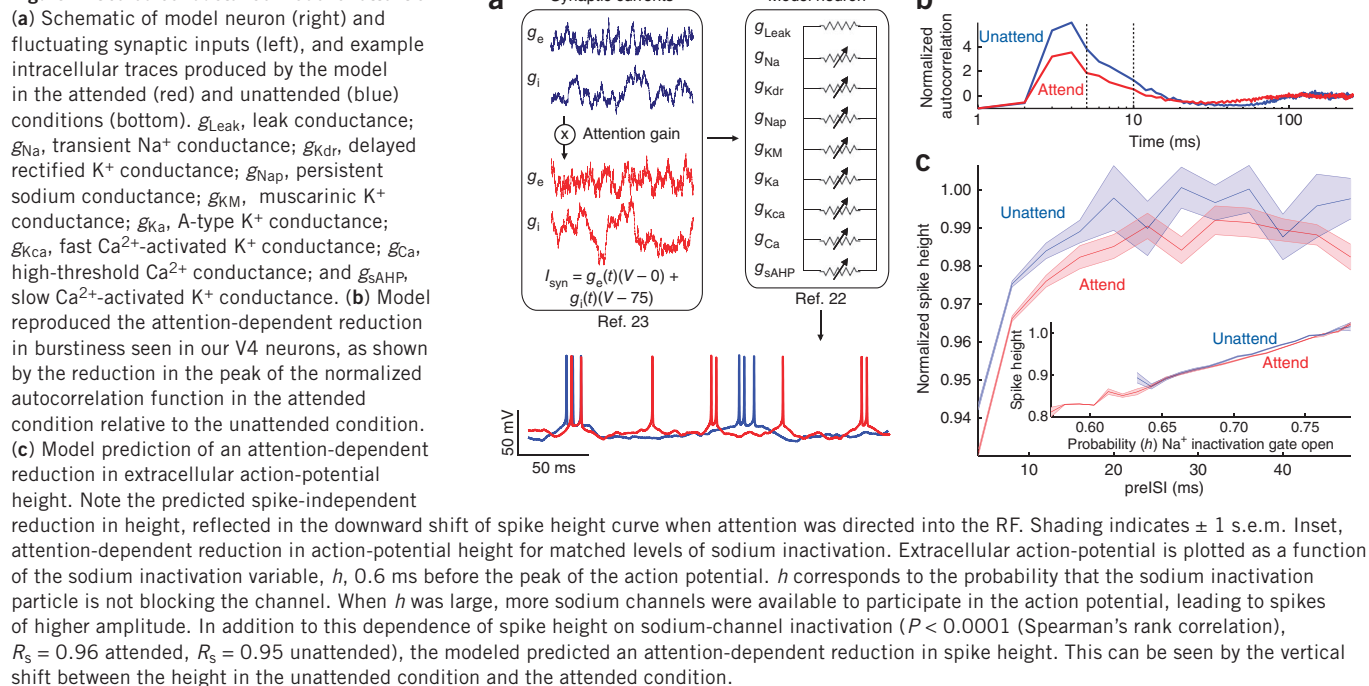 (a) Schematic of model neuron (right) and
fluctuating synaptic inputs (left), and example
intracellular traces produced by the model
in the attended (red) and unattended (blue)
conditions (bottom). gLeak, leak conductance;
gNa, transient Na+ conductance; gKdr, delayed
rectified K+ conductance; gNap, persistent
sodium conductance; gKM, muscarinic K+
conductance; gKa, A-type K+ conductance;
gKca, fast Ca2+-activated K+ conductance; gCa,
high-threshold Ca2+ conductance; and gsAHP,
slow Ca2+-activated K+ conductance. (b) Model
reproduced the attention-dependent reduction
in burstiness seen in our V4 neurons, as shown
by the reduction in the peak of the normalized
autocorrelation function in the attended
condition relative to the unattended condition.
(c) Model prediction of an attention-dependent
reduction in extracellular action-potential
height. Note the predicted spike-independent
reduction in height, reflected in the downward shift of spike height curve when attention was directed into the RF. Shading indicates ± 1 s.e.m. Inset,
attention-dependent reduction in action-potential height for matched levels of sodium inactivation. Extracellular action-potential is plotted as a function
of the sodium inactivation variable, h, 0.6 ms before the peak of the action potential. h corresponds to the probability that the sodium inactivation
particle is not blocking the channel. When h was large, more sodium channels were available to participate in the action potential, leading to spikes
of higher amplitude. In addition to this dependence of spike height on sodium-channel inactivation (P < 0.0001 (Spearman's rank correlation),
Rs = 0.96 attended, Rs = 0.95 unattended), the modeled predicted an attention-dependent reduction in spike height. This can be seen by the vertical
shift between the height in the unattended condition and the attended condition.
a
ge
gi
x Attention gain
ge
gi
Isyn = ge(t)(V – 0) +
gi(t)(V – 75)
Ref. 23
gLeak
gNa
gKdr
gNap
gKM
gKa
gKca
gCa
gsAHP
Ref. 22
50 mV
50 ms
b
Normalized
autocorrelation
4
2
0
Unattend
Attend
1
10
100
Time (ms)
c
Normalized spike height
1.00
0.99
0.98
0.97
0.96
0.95
0.94
Unattend
Attend
Spike height
1.0
0.9
0.8
Unattend
Attend
0.60
0.65
0.70
0.75
Probability (h) Na+ inactivation gate open
10
20
30
40
preISI (ms)